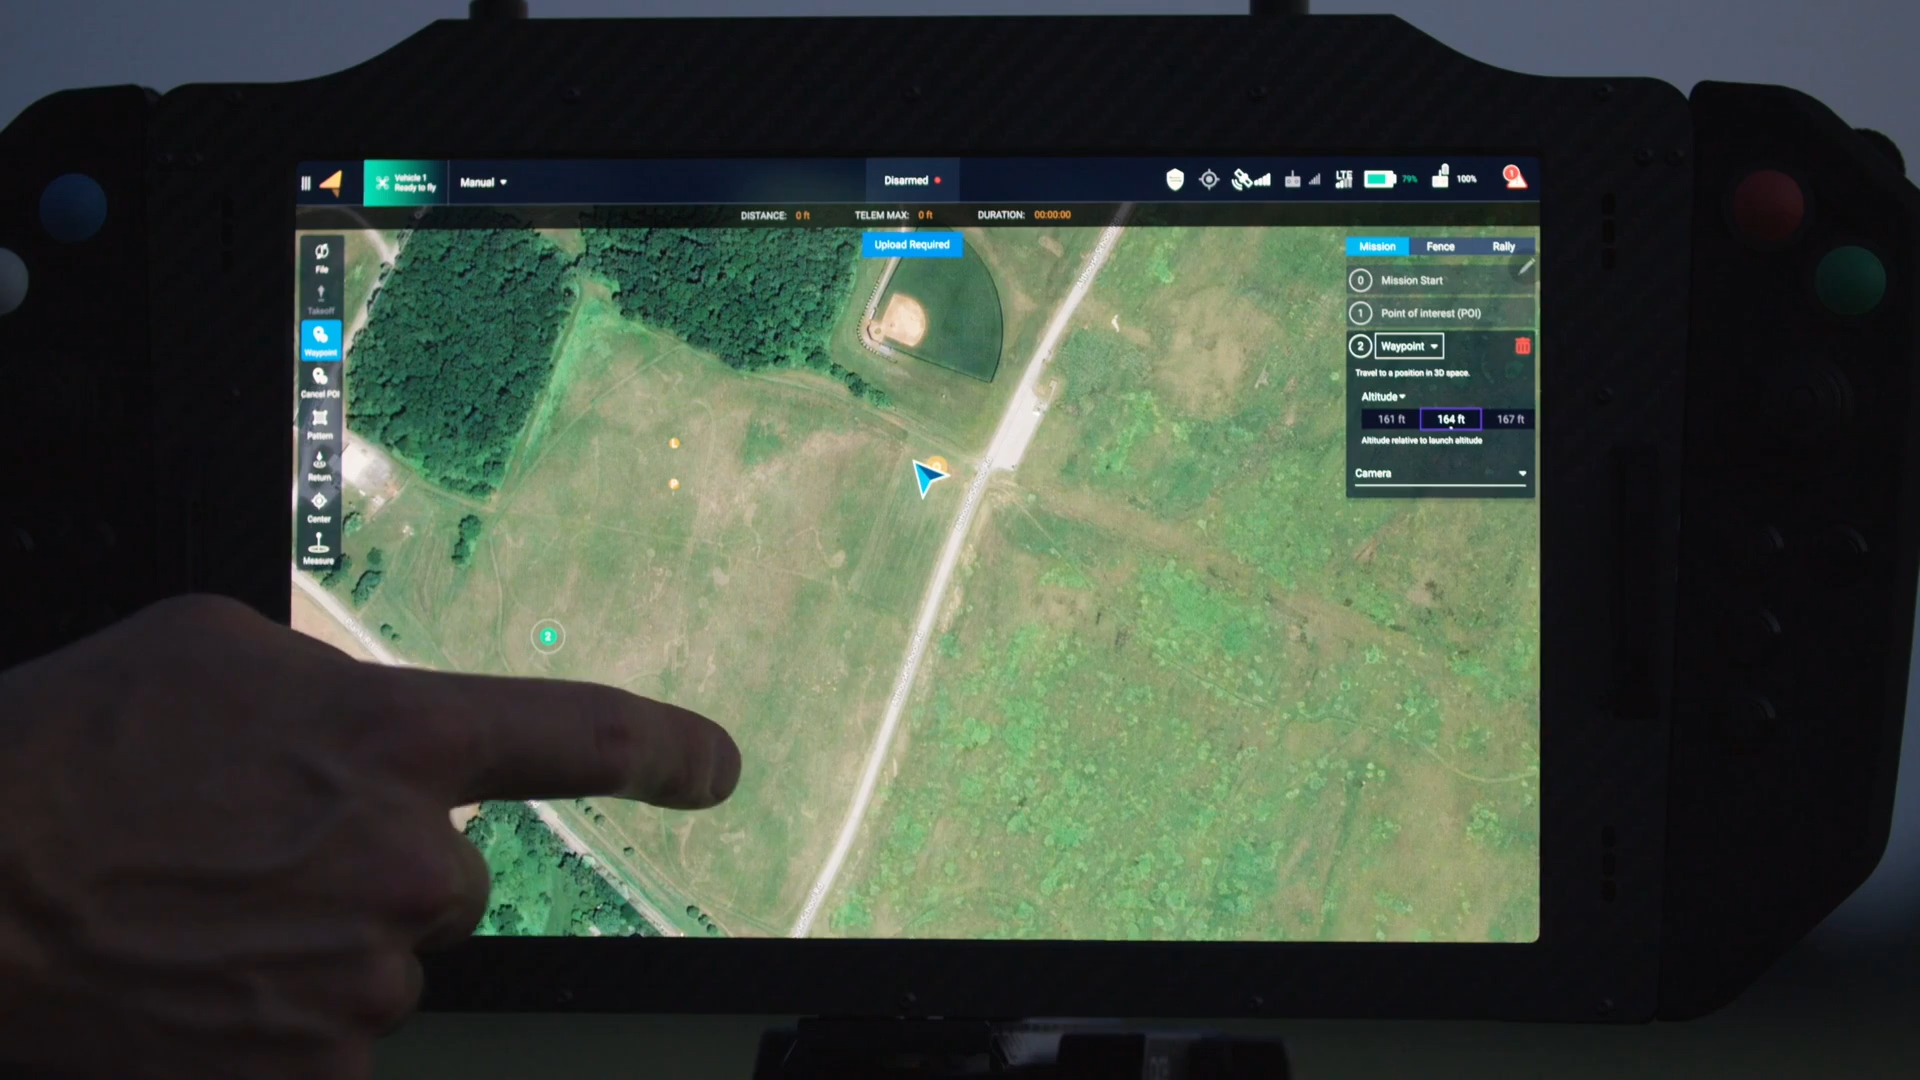 Vehicle 1
Ready to fly
Manual
Disarmed
LTE
79%
100%
1
DISTANCE: 0 ft
TELEM MAX: 0 ft
DURATION: 00:00:00
Upload Required
File
Takeoff
Waypoint
Cancel POI
Pattern
Return
Center
Measure
Mission
Fence
Rally
0 Mission Start
1 Point of interest (POI)
2 Waypoint
Travel to a position in 3D space.
Altitude
161 ft
164 ft
167 ft
Altitude relative to launch altitude
Camera
2